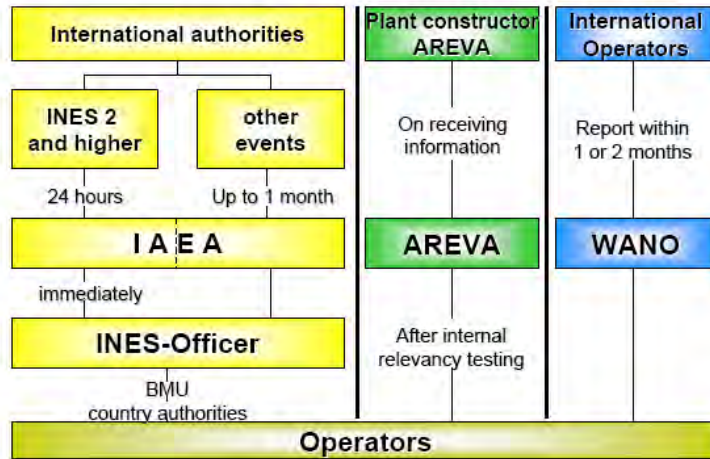 International authorities
INES 2
and higher
other
events
24 hours
Up to 1 month
I A E A
immediately
INES-Officer
BMU
country authorities
Plant constructor
AREVA
On receiving
information
AREVA
After internal
relevancy testing
International
Operators
Report within
1 or 2 months
WANO
Operators